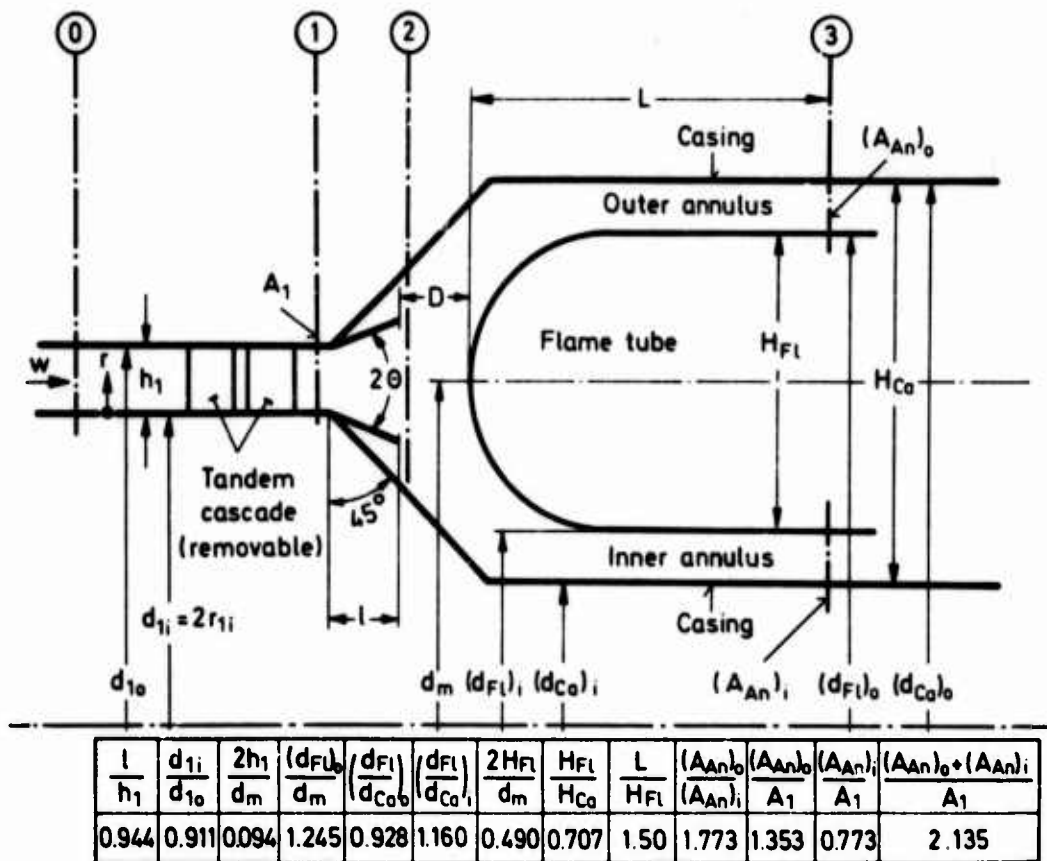 0 1 2 3
L
(A_An)_o
Casing
Outer annulus
A_1
D
w r h_1 2Θ Flame tube H_Fl H_Ca
Tandem
cascade
(removable)
45°
Inner annulus
l
Casing
d_1i = 2r_1i
d_1o d_m (d_Fl)_i (d_Ca)_i (A_An)_i (d_Fl)_o (d_Ca)_o
l/h_1 d_1i/d_1o 2h_1/d_m (d_Fl)_o/d_m (d_Fl/d_Ca)_o (d_Fl/d_Ca)_i 2H_Fl/d_m H_Fl/H_Ca L/H_Fl (A_An)_o/(A_An)_i (A_An)_o/A_1 (A_An)_i/A_1 (A_An)_o+(A_An)_i/A_1
0.944 0.911 0.094 1.245 0.928 1.160 0.490 0.707 1.50 1.773 1.353 0.773 2.135